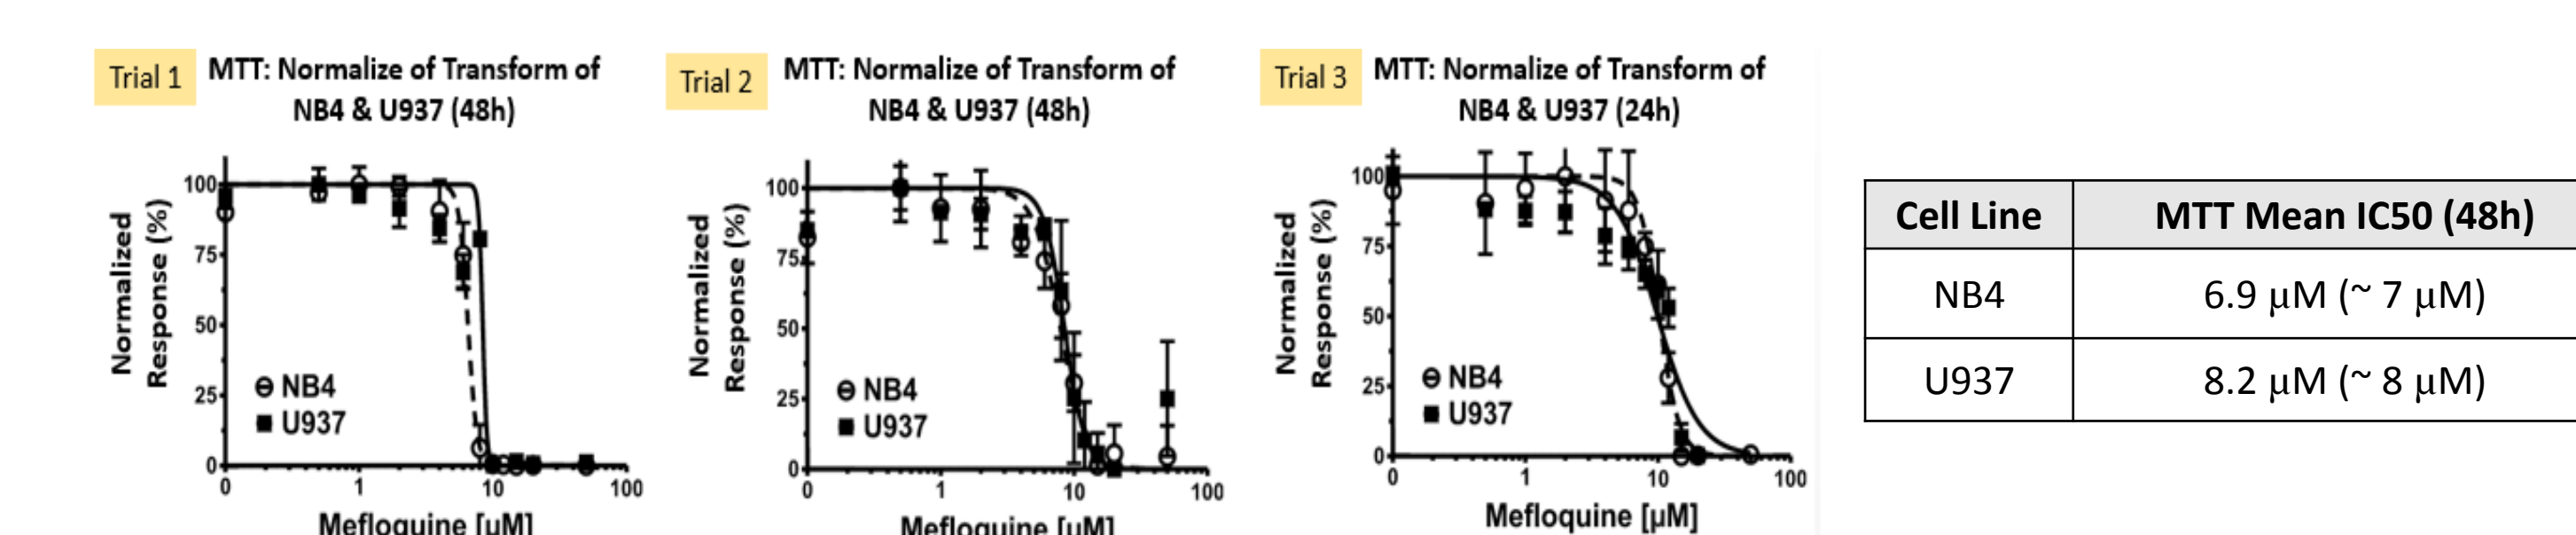 Trial 1
MTT: Normalize of Transform of
NB4 & U937 (48h)
Normalized
Response (%)
100
75
50
25
0
NB4
U937
0
1
10
100
Mefloquine [µM]
Trial 2
MTT: Normalize of Transform of
NB4 & U937 (48h)
Normalized
Response (%)
100
75
50
25
0
NB4
U937
0
1
10
100
Mefloquine [µM]
Trial 3
MTT: Normalize of Transform of
NB4 & U937 (24h)
Normalized
Response (%)
100
75
50
25
0
NB4
U937
0
1
10
100
Mefloquine [µM]
Cell Line MTT Mean IC50 (48h)
NB4 6.9 µM (~ 7 µM)
U937 8.2 µM (~ 8 µM)